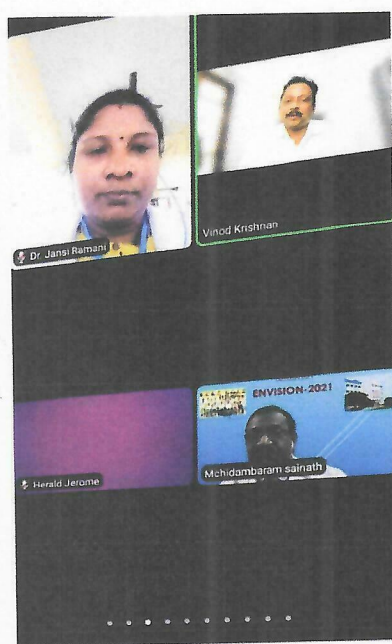 Dr. Jansi Ramani
Vinod Krishnan
ENVISION-2021
Herald Jerome
Mchidambaram sainath